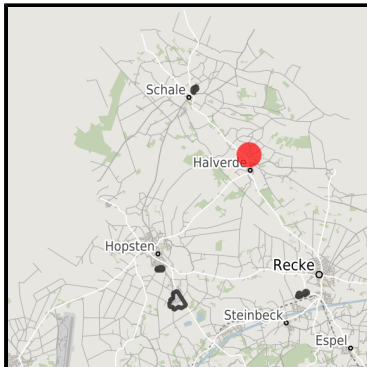 Schale
Halverde
Hopsten
Recke
Steinbeck
Espel